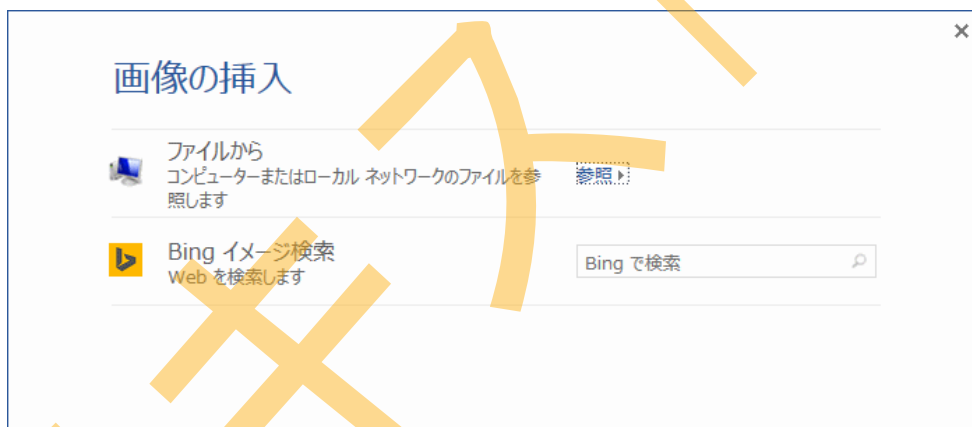 画像の挿入
ファイルから
コンピューターまたはローカル ネットワークのファイルを参
照します
参照
Bing イメージ検索
Web を検索します
Bing で検索